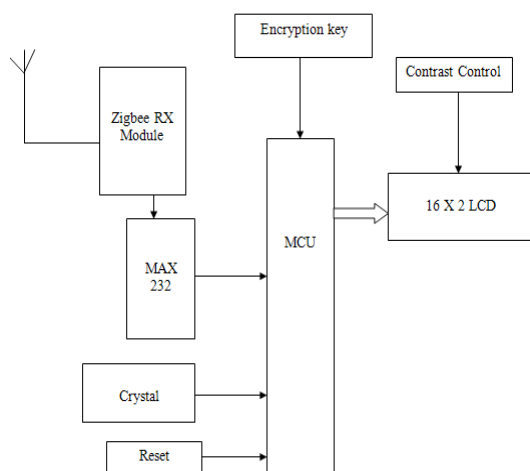 Encryption key
Contrast Control
Zigbee RX
Module
16 X 2 LCD
MCU
MAX
232
Crystal
Reset